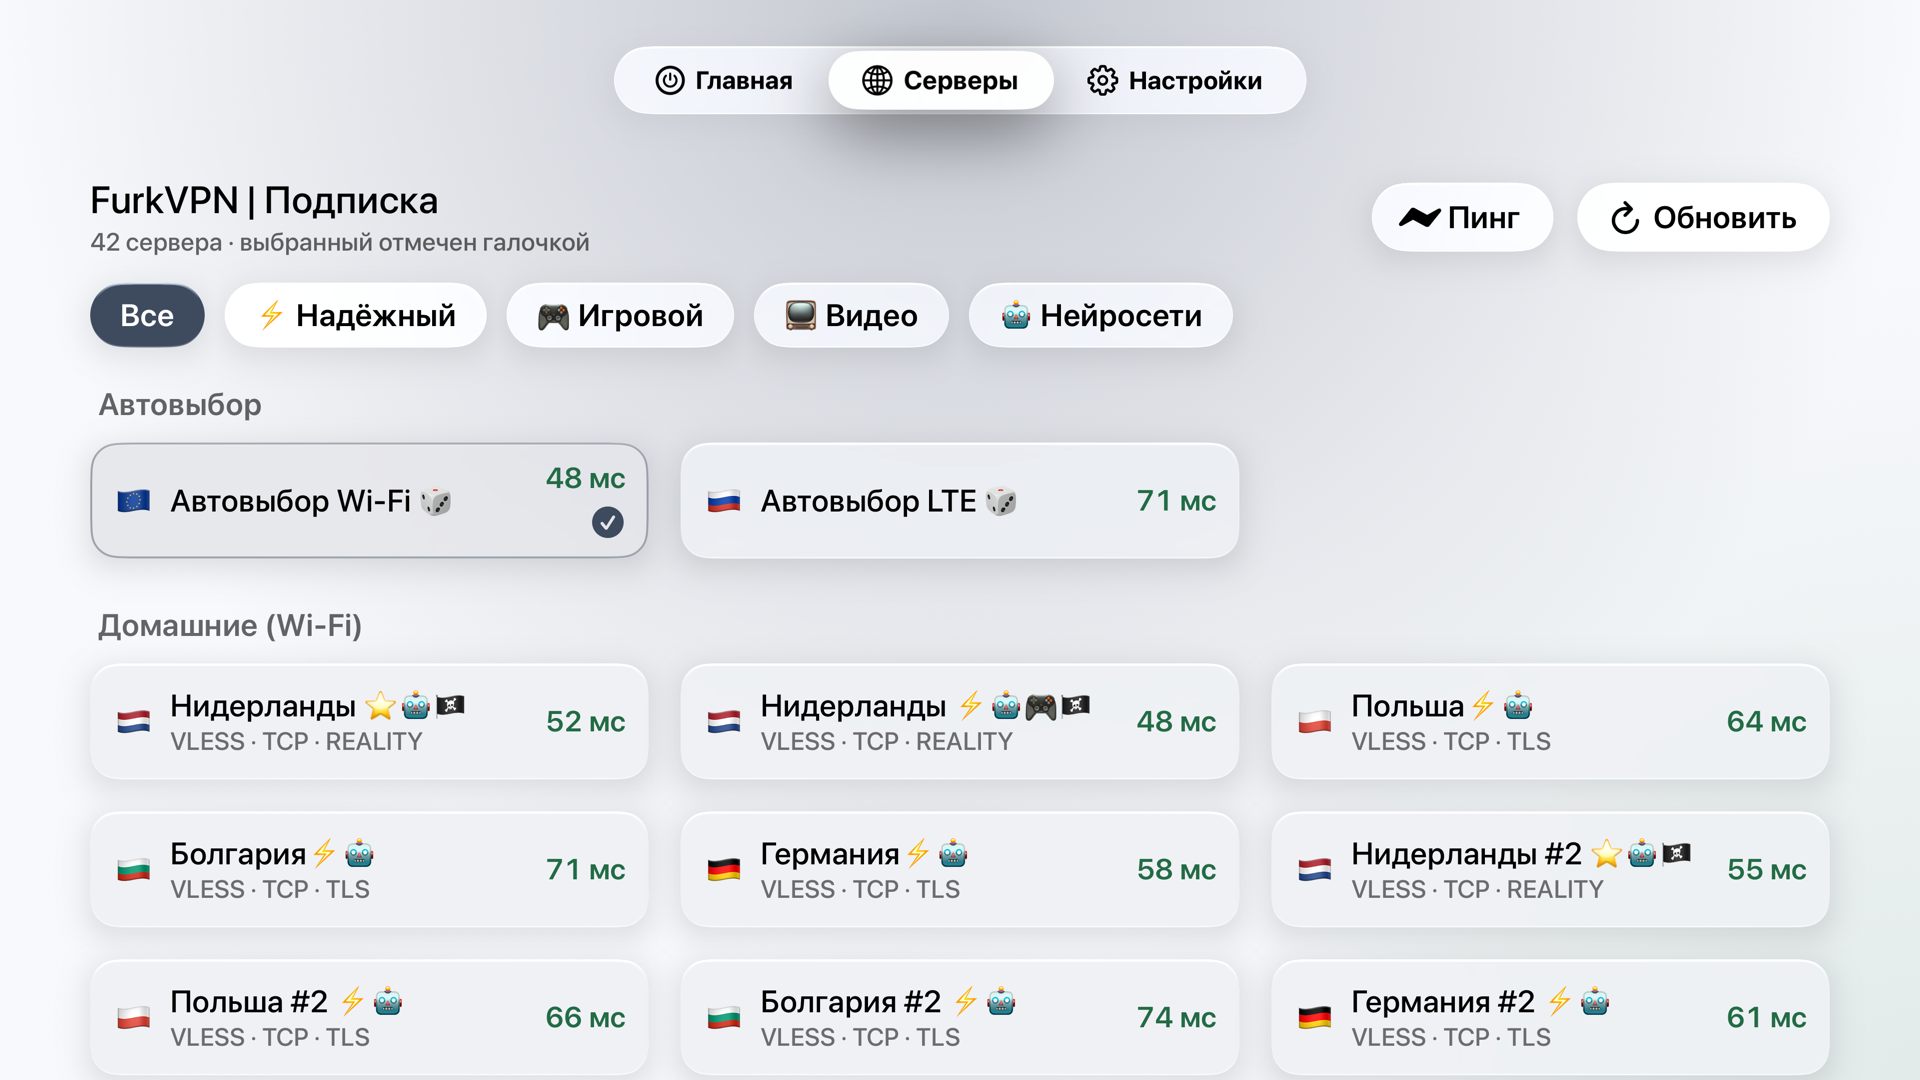 Главная
Серверы
Настройки
FurkVPN | Подписка
42 сервера · выбранный отмечен галочкой
Пинг
Обновить
Все
⚡ Надёжный
🎮 Игровой
📺 Видео
🤖 Нейросети
Автовыбор
🇪🇺 Автовыбор Wi-Fi 🎲
48 мс
🇷🇺 Автовыбор LTE 🎲
71 мс
Домашние (Wi-Fi)
🇳🇱 Нидерланды ⭐🤖🏴‍☠️
VLESS · TCP · REALITY
52 мс
🇳🇱 Нидерланды ⚡🤖🎮🏴‍☠️
VLESS · TCP · REALITY
48 мс
🇵🇱 Польша⚡🤖
VLESS · TCP · TLS
64 мс
🇧🇬 Болгария⚡🤖
VLESS · TCP · TLS
71 мс
🇩🇪 Германия⚡🤖
VLESS · TCP · TLS
58 мс
🇳🇱 Нидерланды #2 ⭐🤖🏴‍☠️
VLESS · TCP · REALITY
55 мс
🇵🇱 Польша #2 ⚡🤖
VLESS · TCP · TLS
66 мс
🇧🇬 Болгария #2 ⚡🤖
VLESS · TCP · TLS
74 мс
🇩🇪 Германия #2 ⚡🤖
VLESS · TCP · TLS
61 мс